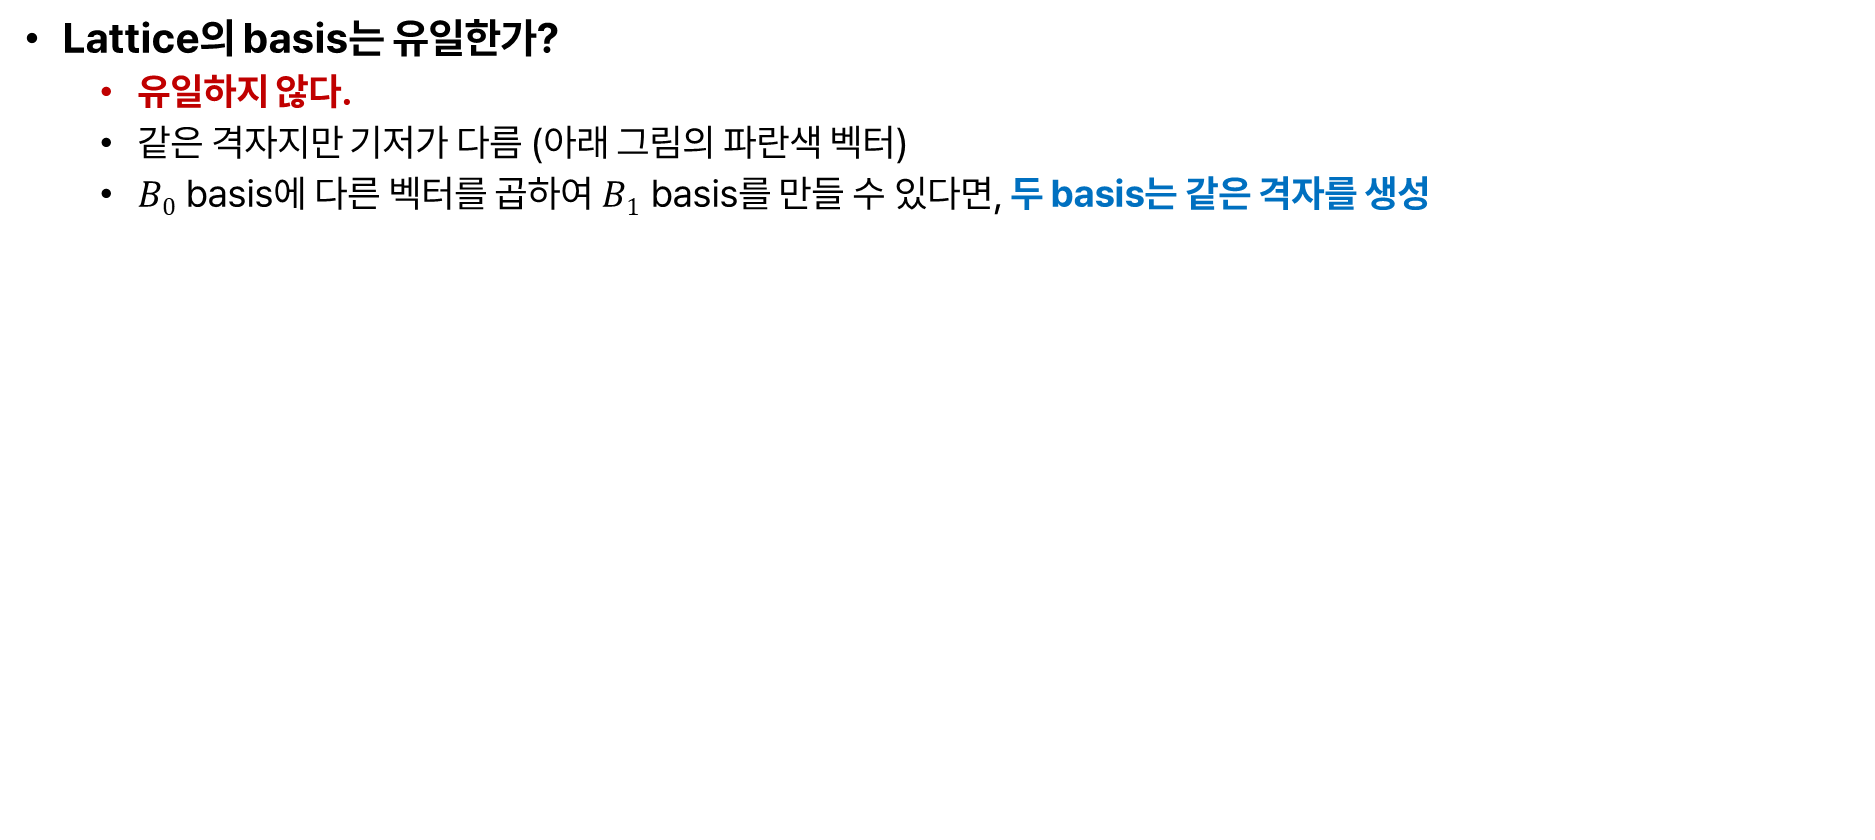 • Lattice의 basis는 유일한가?
• 유일하지 않다.
• 같은 격자지만 기저가 다름 (아래 그림의 파란색 벡터)
• B₀ basis에 다른 벡터를 곱하여 B₁ basis를 만들 수 있다면, 두 basis는 같은 격자를 생성